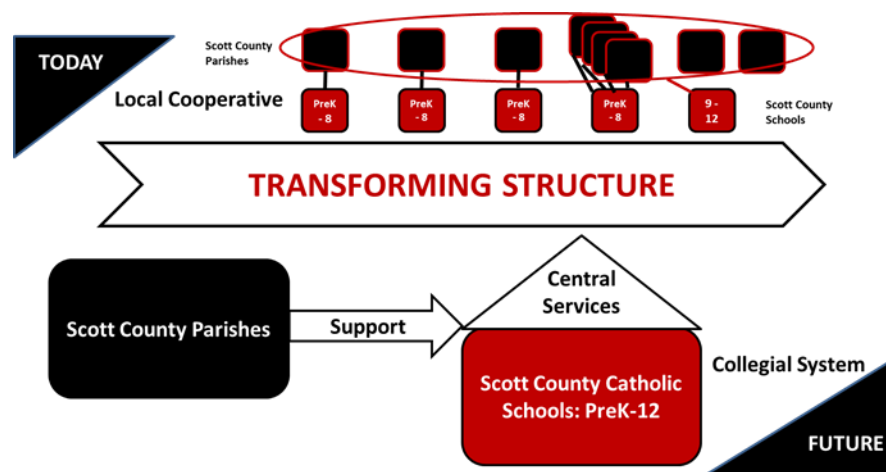 TODAY
Scott County
Parishes
Local Cooperative
PreK
- 8
PreK
- 8
PreK
- 8
PreK
- 8
9 -
12
Scott County
Schools
TRANSFORMING STRUCTURE
Central
Services
Scott County Parishes
Support
Scott County Catholic
Schools: PreK-12
Collegial System
FUTURE